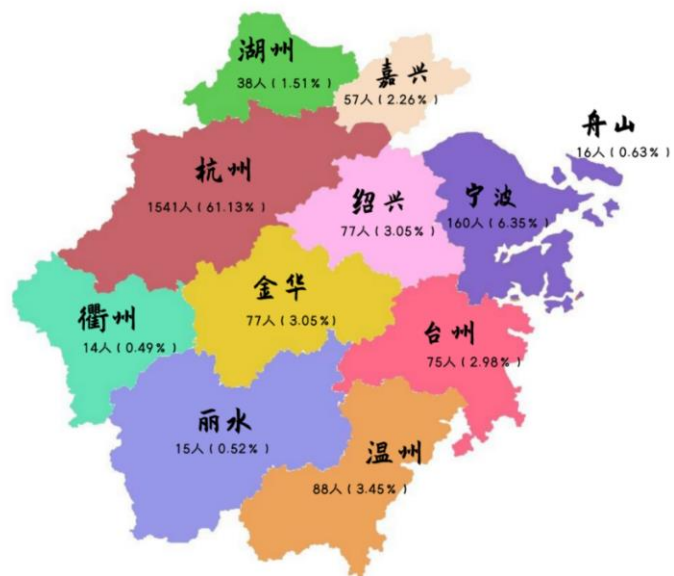 湖州
38人(1.51%)
嘉兴
57人(2.26%)
舟山
16人(0.63%)
杭州
1541人(61.13%)
绍兴
77人(3.05%)
宁波
160人(6.35%)
衢州
14人(0.49%)
金华
77人(3.05%)
台州
75人(2.98%)
丽水
15人(0.52%)
温州
88人(3.45%)